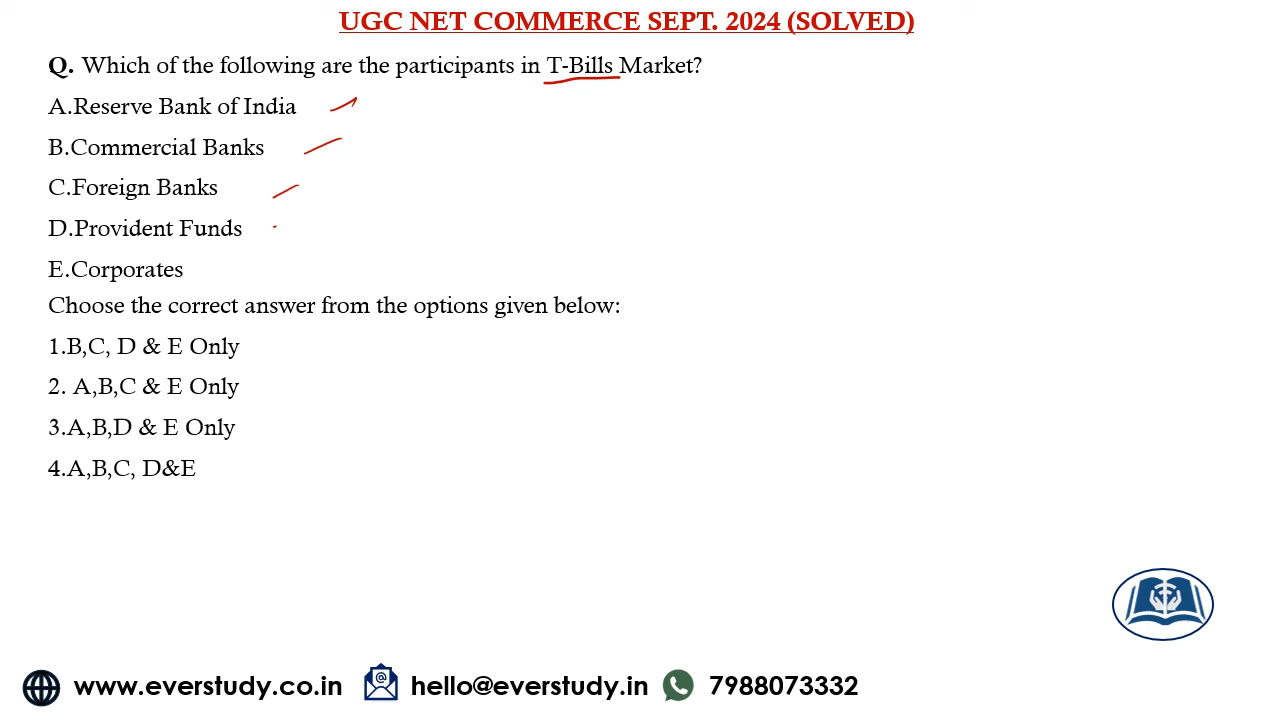 UGC NET COMMERCE SEPT. 2024 (SOLVED)
Q. Which of the following are the participants in T-Bills Market?
A.Reserve Bank of India
B.Commercial Banks
C.Foreign Banks
D.Provident Funds
E.Corporates
Choose the correct answer from the options given below:
1.B,C, D & E Only
2. A,B,C & E Only
3.A,B,D & E Only
4.A,B,C, D&E
www.everstudy.co.in hello@everstudy.in 7988073332